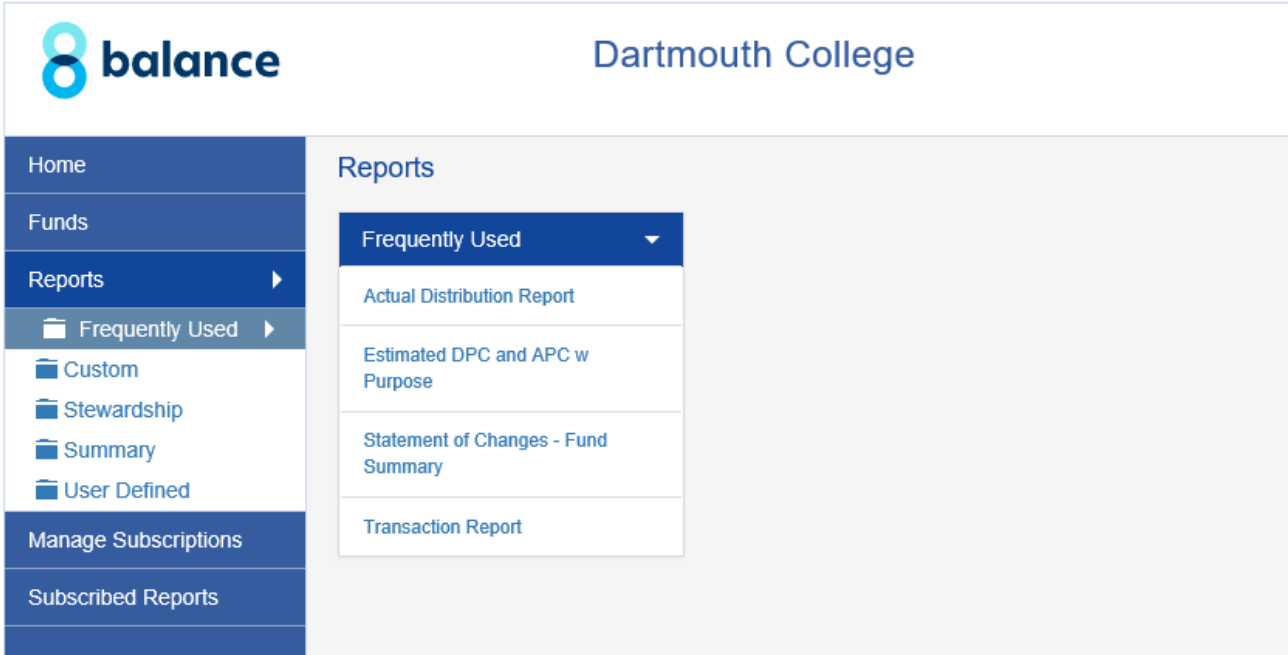 balance
Dartmouth College
Home
Funds
Reports
Frequently Used
Custom
Stewardship
Summary
User Defined
Manage Subscriptions
Subscribed Reports
Reports
Frequently Used
Actual Distribution Report
Estimated DPC and APC w
Purpose
Statement of Changes - Fund
Summary
Transaction Report